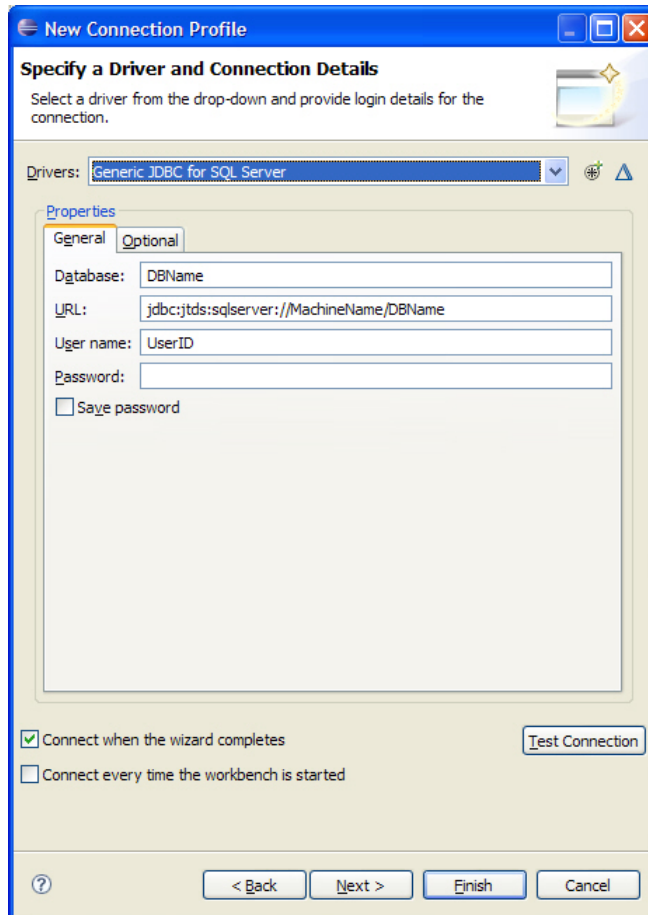 New Connection Profile
Specify a Driver and Connection Details
Select a driver from the drop-down and provide login details for the
connection.
Drivers: Generic JDBC for SQL Server
Properties
General Optional
Database: DBName
URL: jdbc:jtds:sqlserver://MachineName/DBName
User name: UserID
Password:
Save password
Connect when the wizard completes
Test Connection
Connect every time the workbench is started
? < Back Next > Finish Cancel